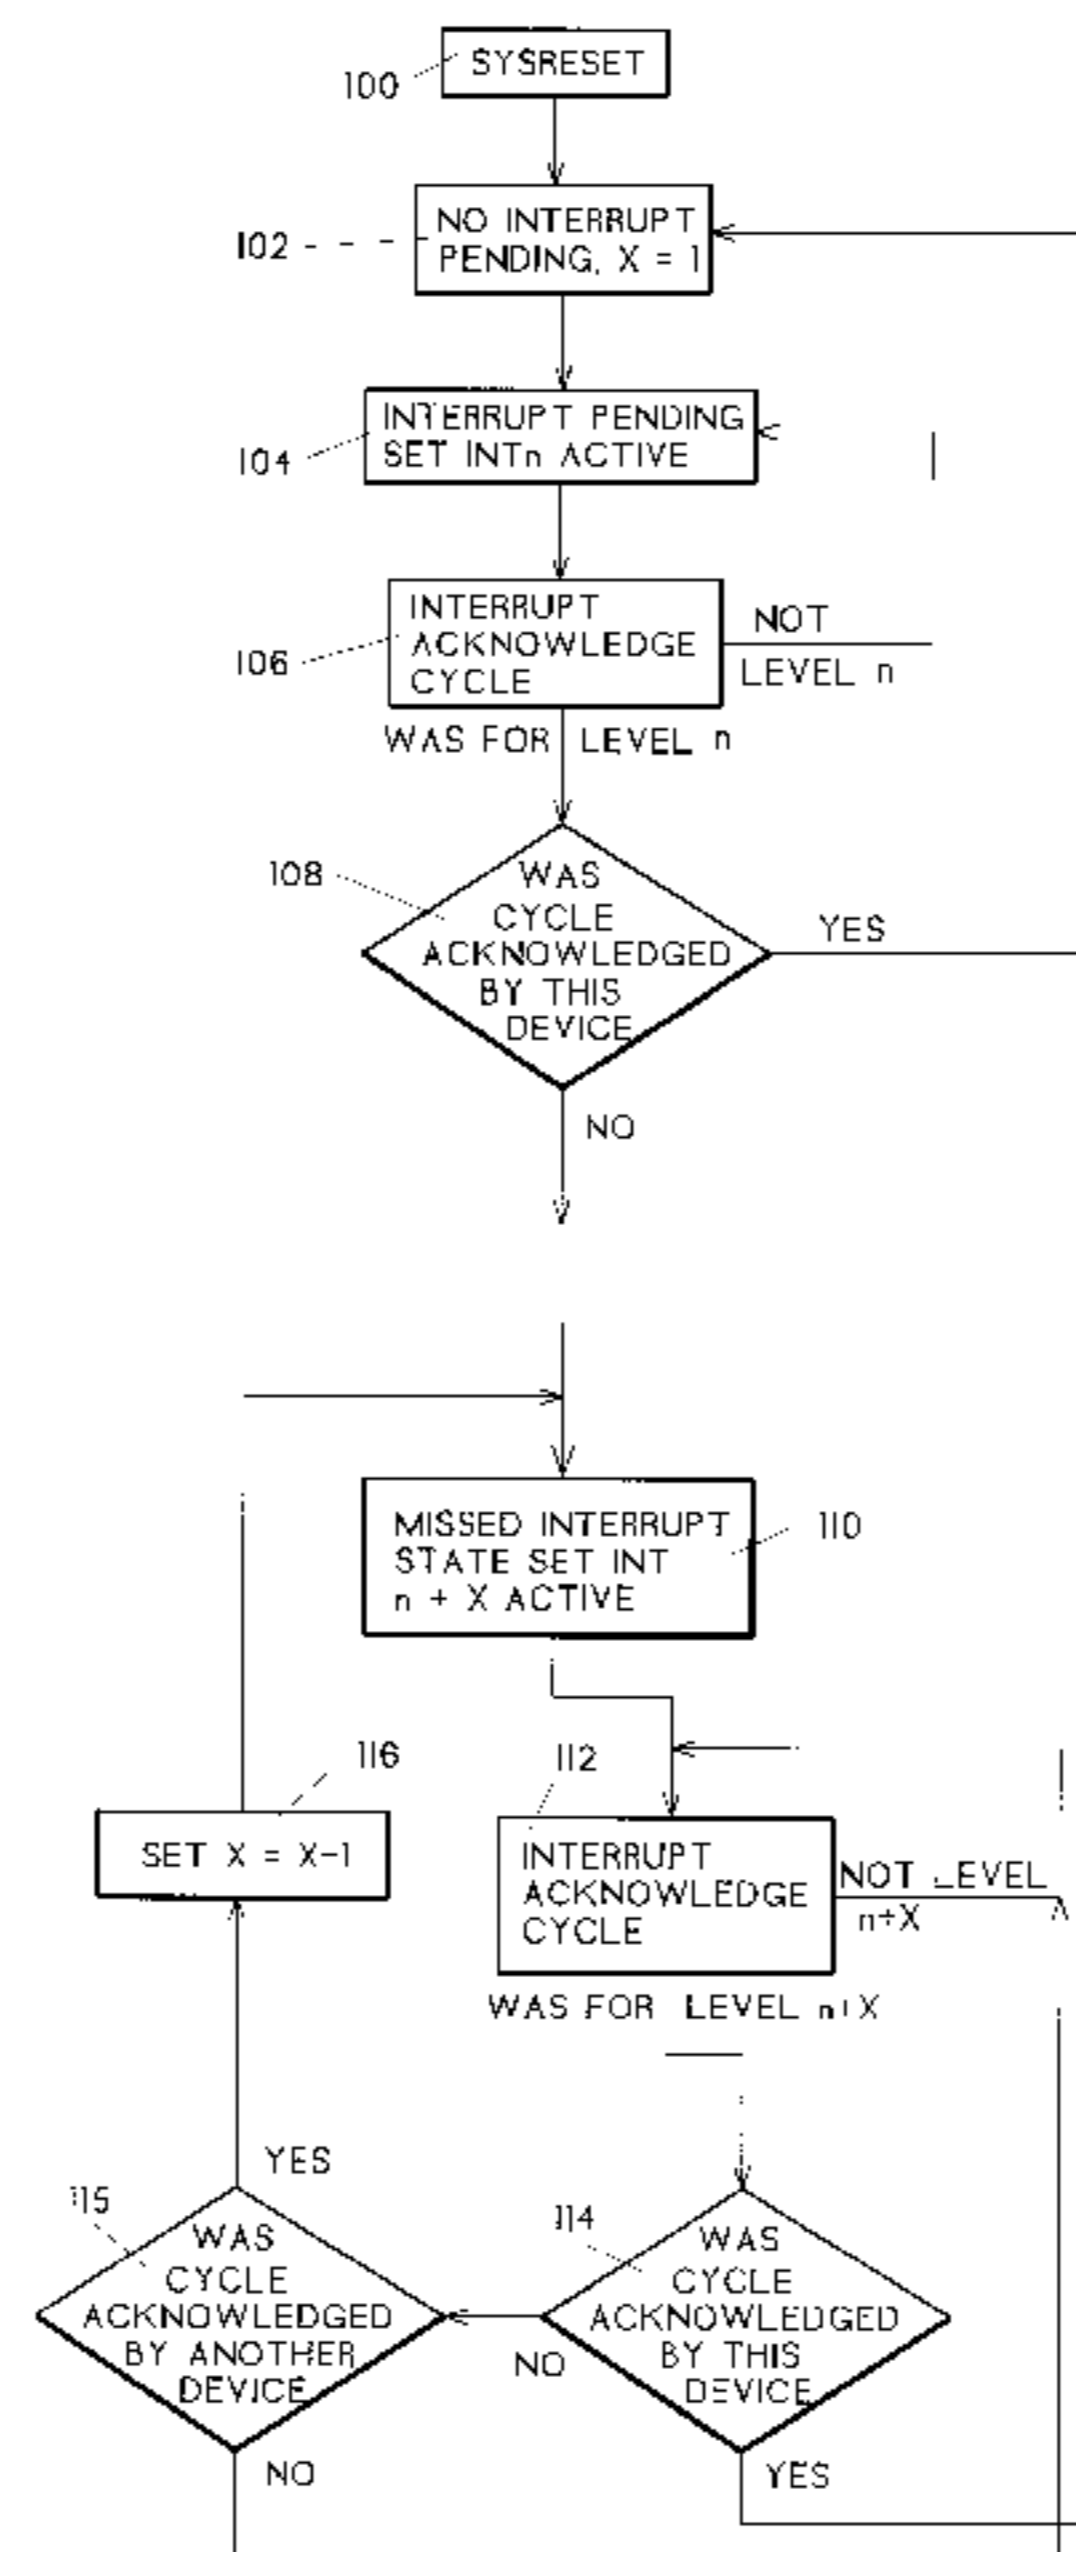 SYSRESET
100
NO INTERRUPT
PENDING, X = 1
102
INTERRUPT PENDING
SET INTn ACTIVE
104
INTERRUPT
ACKNOWLEDGE
CYCLE
106
NOT
LEVEL n
WAS FOR LEVEL n
108
WAS
CYCLE
ACKNOWLEDGED
BY THIS
DEVICE
YES
NO
MISSED INTERRUPT
STATE SET INT
n + X ACTIVE
110
116
SET X = X-1
112
INTERRUPT
ACKNOWLEDGE
CYCLE
NOT LEVEL
n+X
WAS FOR LEVEL n+X
YES
115
WAS
CYCLE
ACKNOWLEDGED
BY ANOTHER
DEVICE
NO
114
WAS
CYCLE
ACKNOWLEDGED
BY THIS
DEVICE
NO
YES